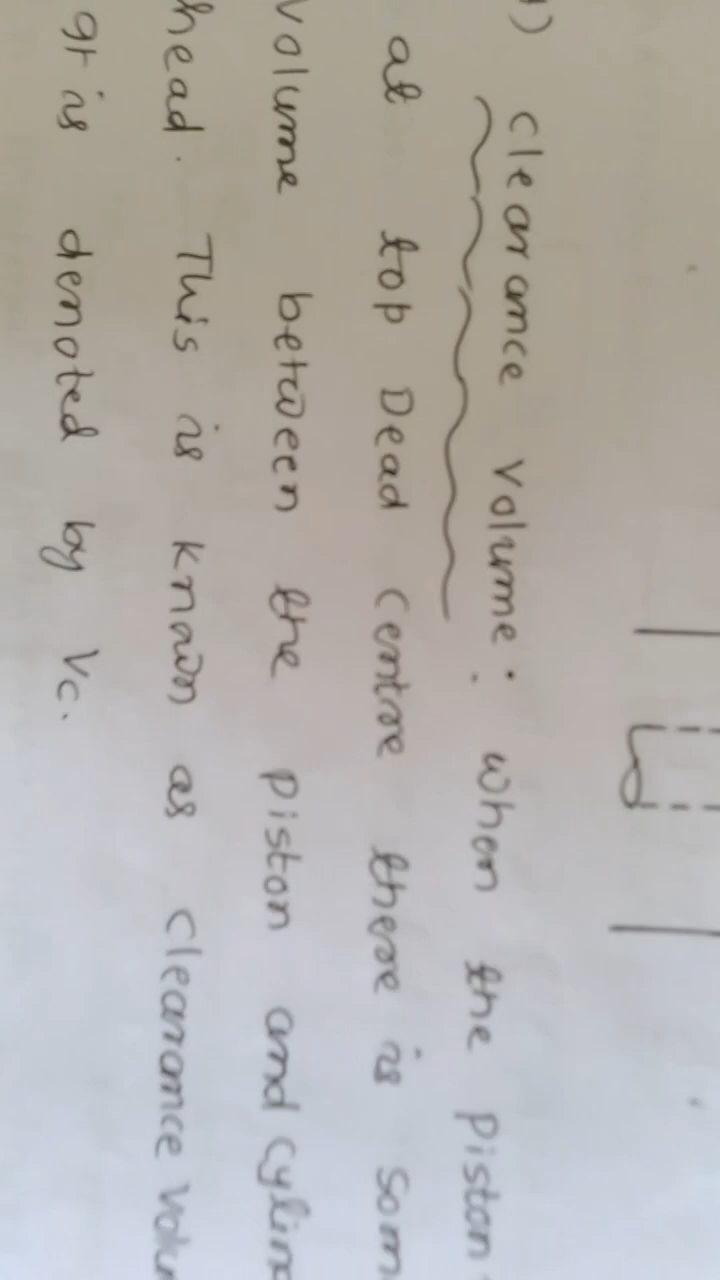 ) Clearance Volume : when the Piston
at top Dead Centre there is som
volume between the Piston and Cylin
head. This is known as Clearance Volu
It is denoted by Vc.